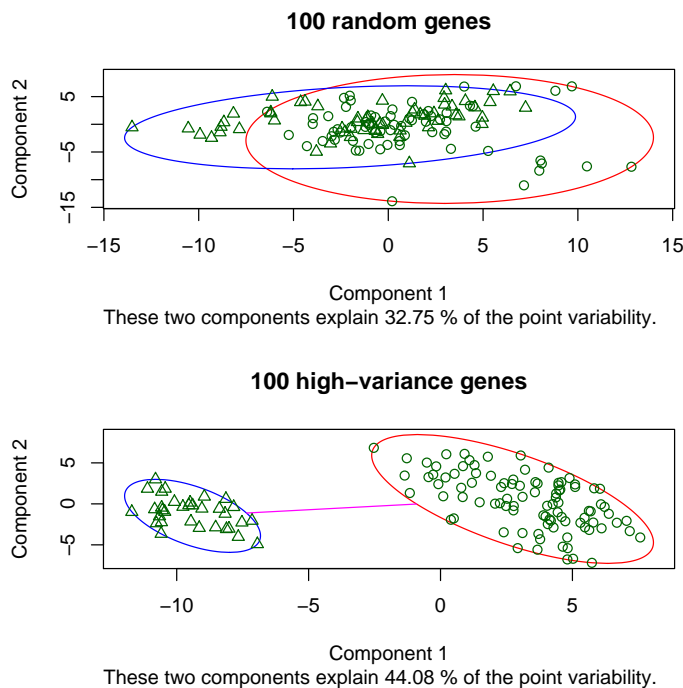 100 random genes
Component 2
5
−5
−15
−15
−10
−5
0
5
10
15
Component 1
These two components explain 32.75 % of the point variability.
100 high−variance genes
Component 2
5
0
−5
−10
−5
0
5
Component 1
These two components explain 44.08 % of the point variability.